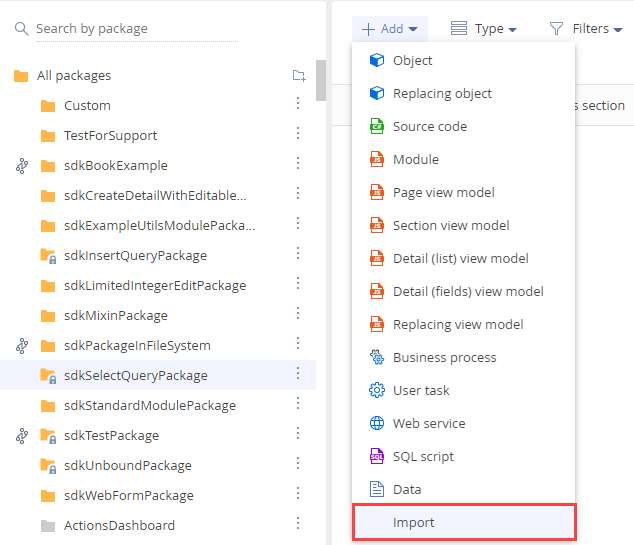 Search by package
All packages
Custom
TestForSupport
sdkBookExample
sdkCreateDetailWithEditable...
sdkExampleUtilsModulePacka...
sdkInsertQueryPackage
sdkLimitedIntegerEditPackage
sdkMixinPackage
sdkPackageInFileSystem
sdkSelectQueryPackage
sdkStandardModulePackage
sdkTestPackage
sdkUnboundPackage
sdkWebFormPackage
ActionsDashboard
Add Type Filters
Object
Replacing object
Source code
s section
Module
Page view model
Section view model
Detail (list) view model
Detail (fields) view model
Replacing view model
Business process
User task
Web service
SQL script
Data
Import